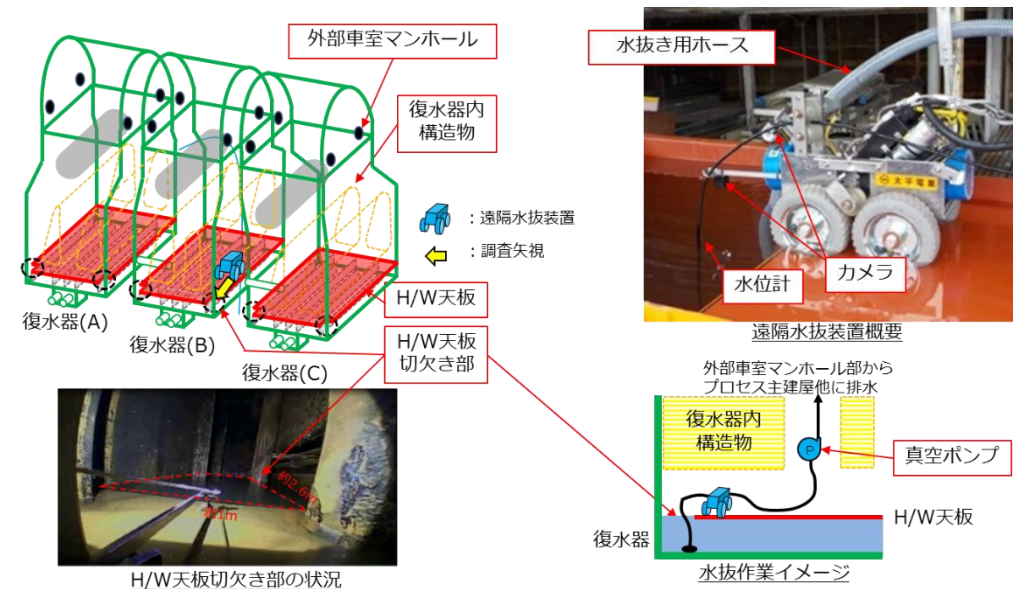 外部車室マンホール
復水器内
構造物
：遠隔水抜装置
：調査矢視
H/W天板
H/W天板
切欠き部
復水器(A)
復水器(B)
復水器(C)
約2.6m
約1m
H/W天板切欠き部の状況
水抜き用ホース
太平電業
カメラ
水位計
遠隔水抜装置概要
外部車室マンホール部から
プロセス主建屋他に排水
復水器内
構造物
P
真空ポンプ
H/W天板
復水器
水抜作業イメージ